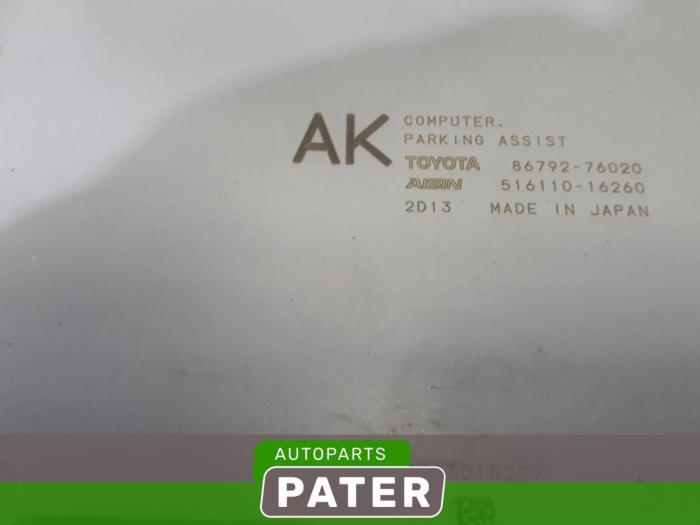 AK
COMPUTER.
PARKING ASSIST
TOYOTA 86792-76020
AISIN 516110-16260
2D13 MADE IN JAPAN
AUTOPARTS
PATER